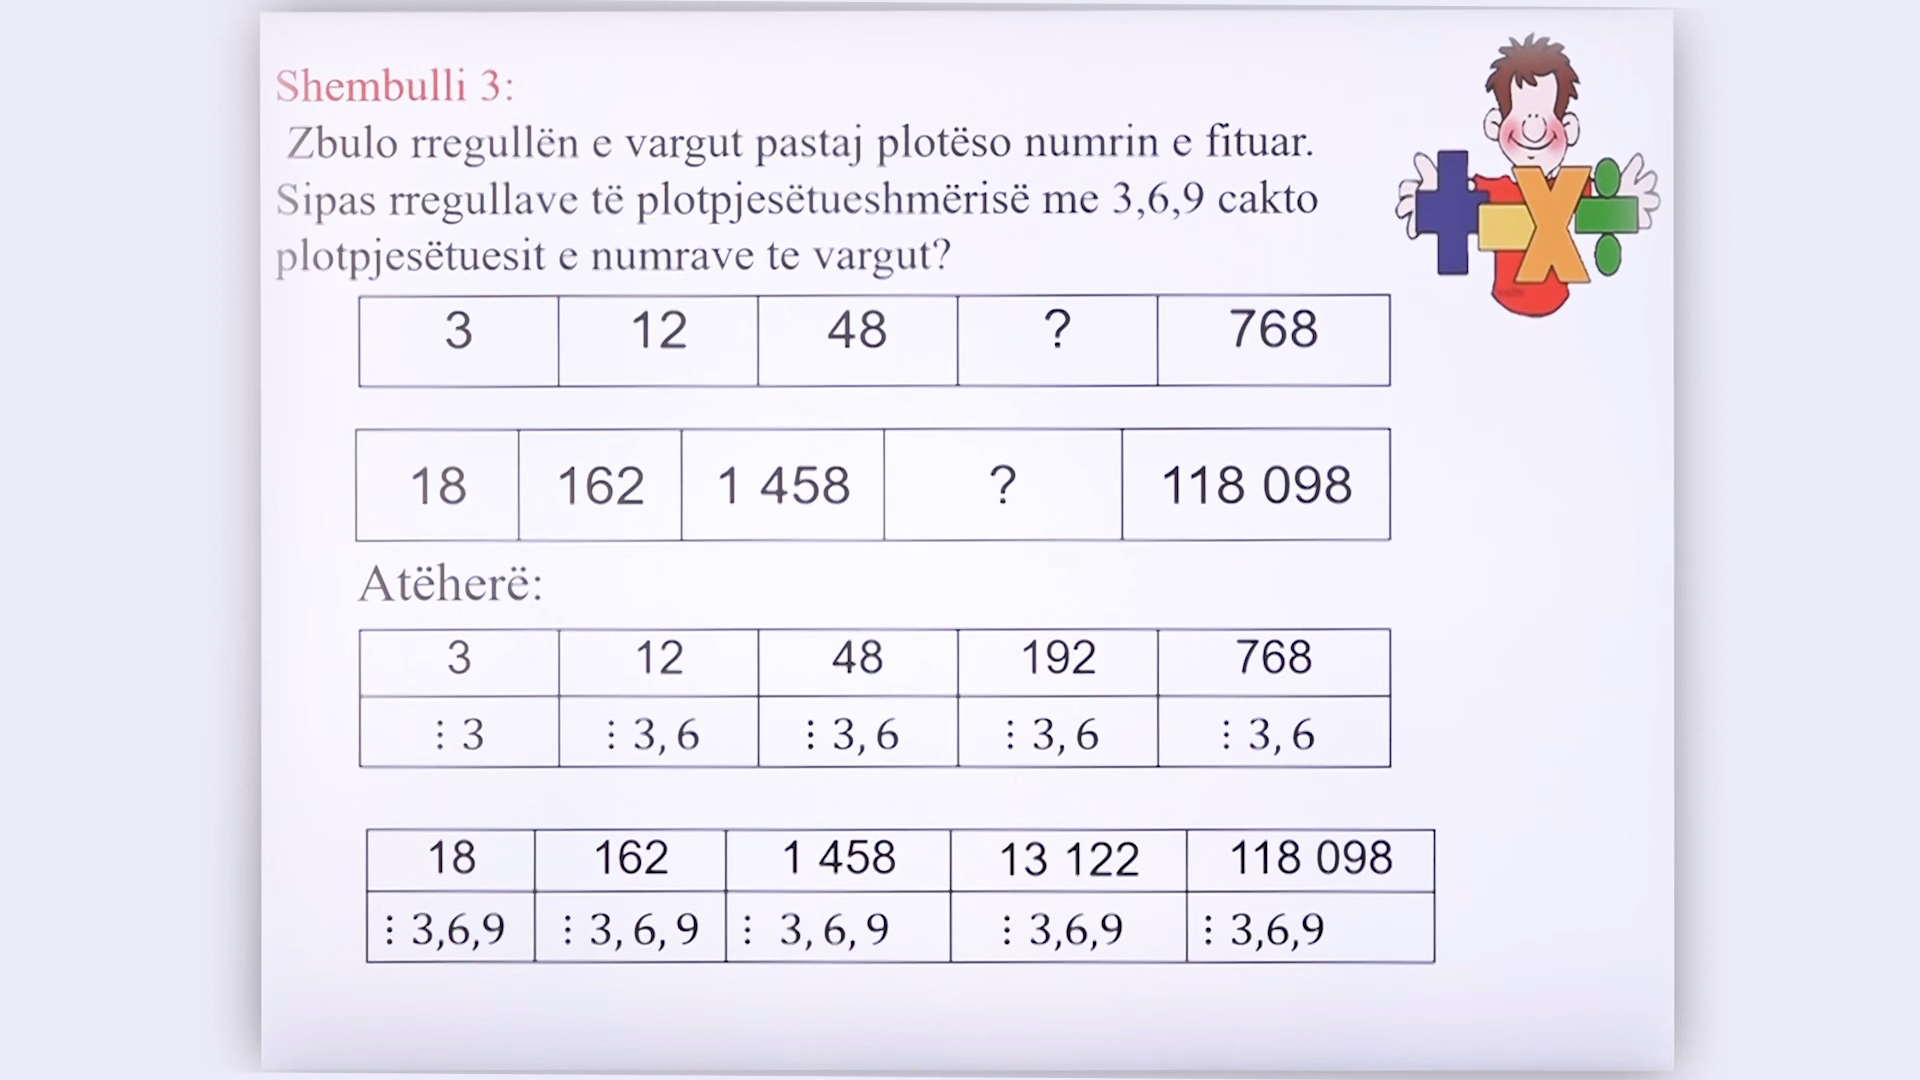 Shembulli 3:
Zbulo rregullën e vargut pastaj plotëso numrin e fituar.
Sipas rregullave të plotpjesëtueshmërisë me 3,6,9 cakto
plotpjesëtuesit e numrave te vargut?
3 12 48 ? 768
18 162 1 458 ? 118 098
Atëherë:
3 12 48 192 768
⋮ 3 ⋮ 3, 6 ⋮ 3, 6 ⋮ 3, 6 ⋮ 3, 6
18 162 1 458 13 122 118 098
⋮ 3,6,9 ⋮ 3, 6, 9 ⋮ 3, 6, 9 ⋮ 3,6,9 ⋮ 3,6,9